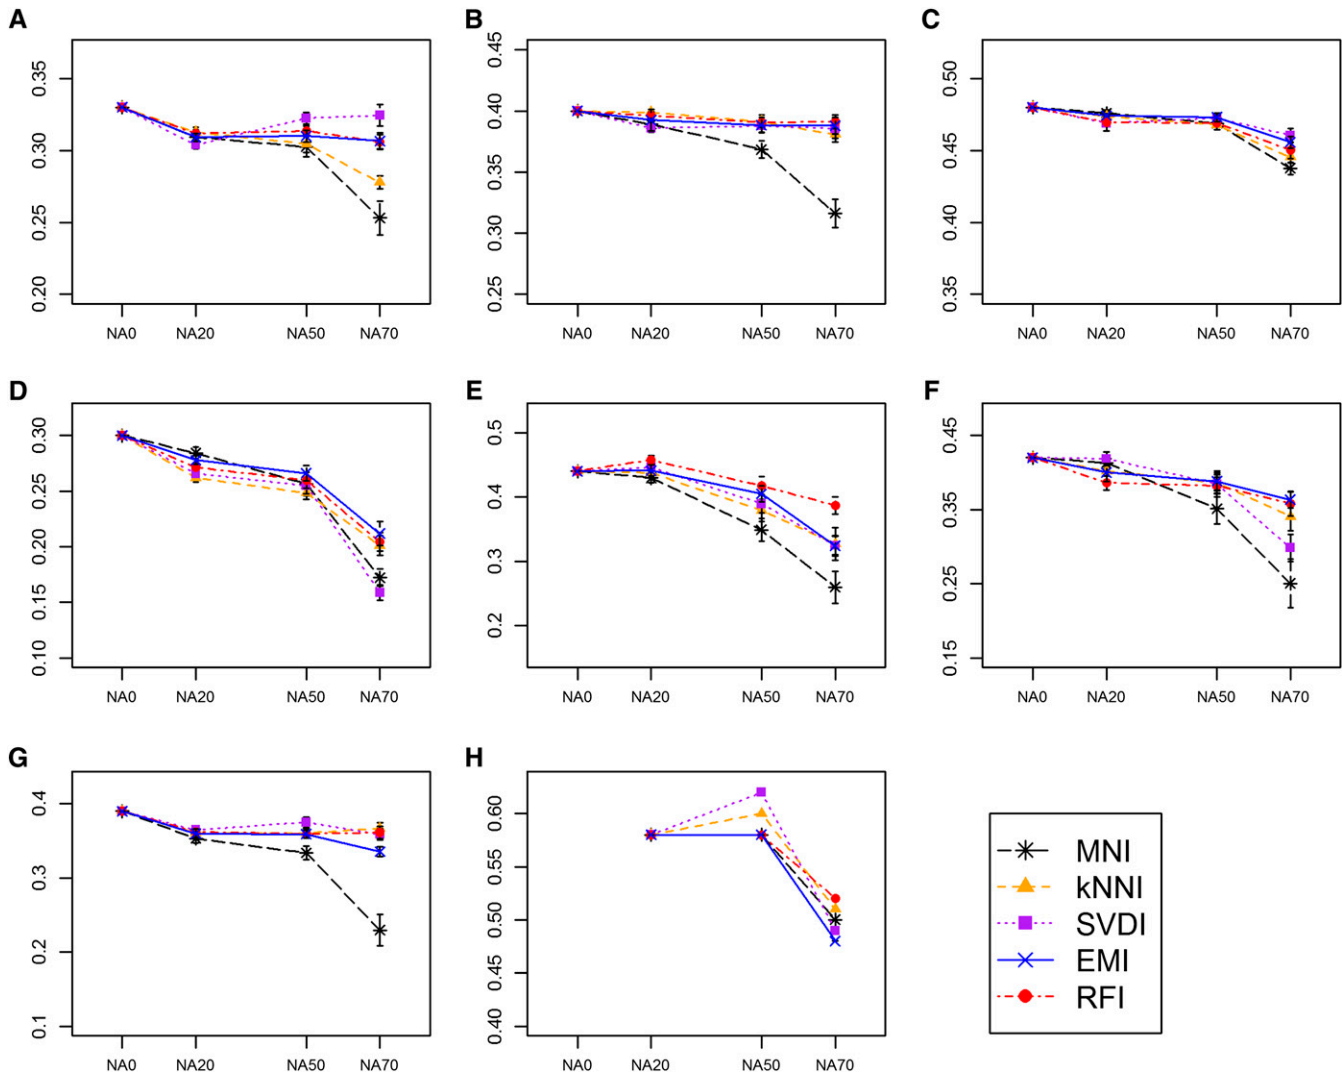 A
0.35
0.30
0.25
0.20
NA0 NA20 NA50 NA70
B
0.45
0.40
0.35
0.30
0.25
NA0 NA20 NA50 NA70
C
0.50
0.45
0.40
0.35
NA0 NA20 NA50 NA70
D
0.30
0.25
0.20
0.15
0.10
NA0 NA20 NA50 NA70
E
0.5
0.4
0.3
0.2
NA0 NA20 NA50 NA70
F
0.45
0.35
0.25
0.15
NA0 NA20 NA50 NA70
G
0.4
0.3
0.2
0.1
NA0 NA20 NA50 NA70
H
0.60
0.55
0.50
0.45
0.40
NA0 NA20 NA50 NA70
MNI
kNNI
SVDI
EMI
RFI